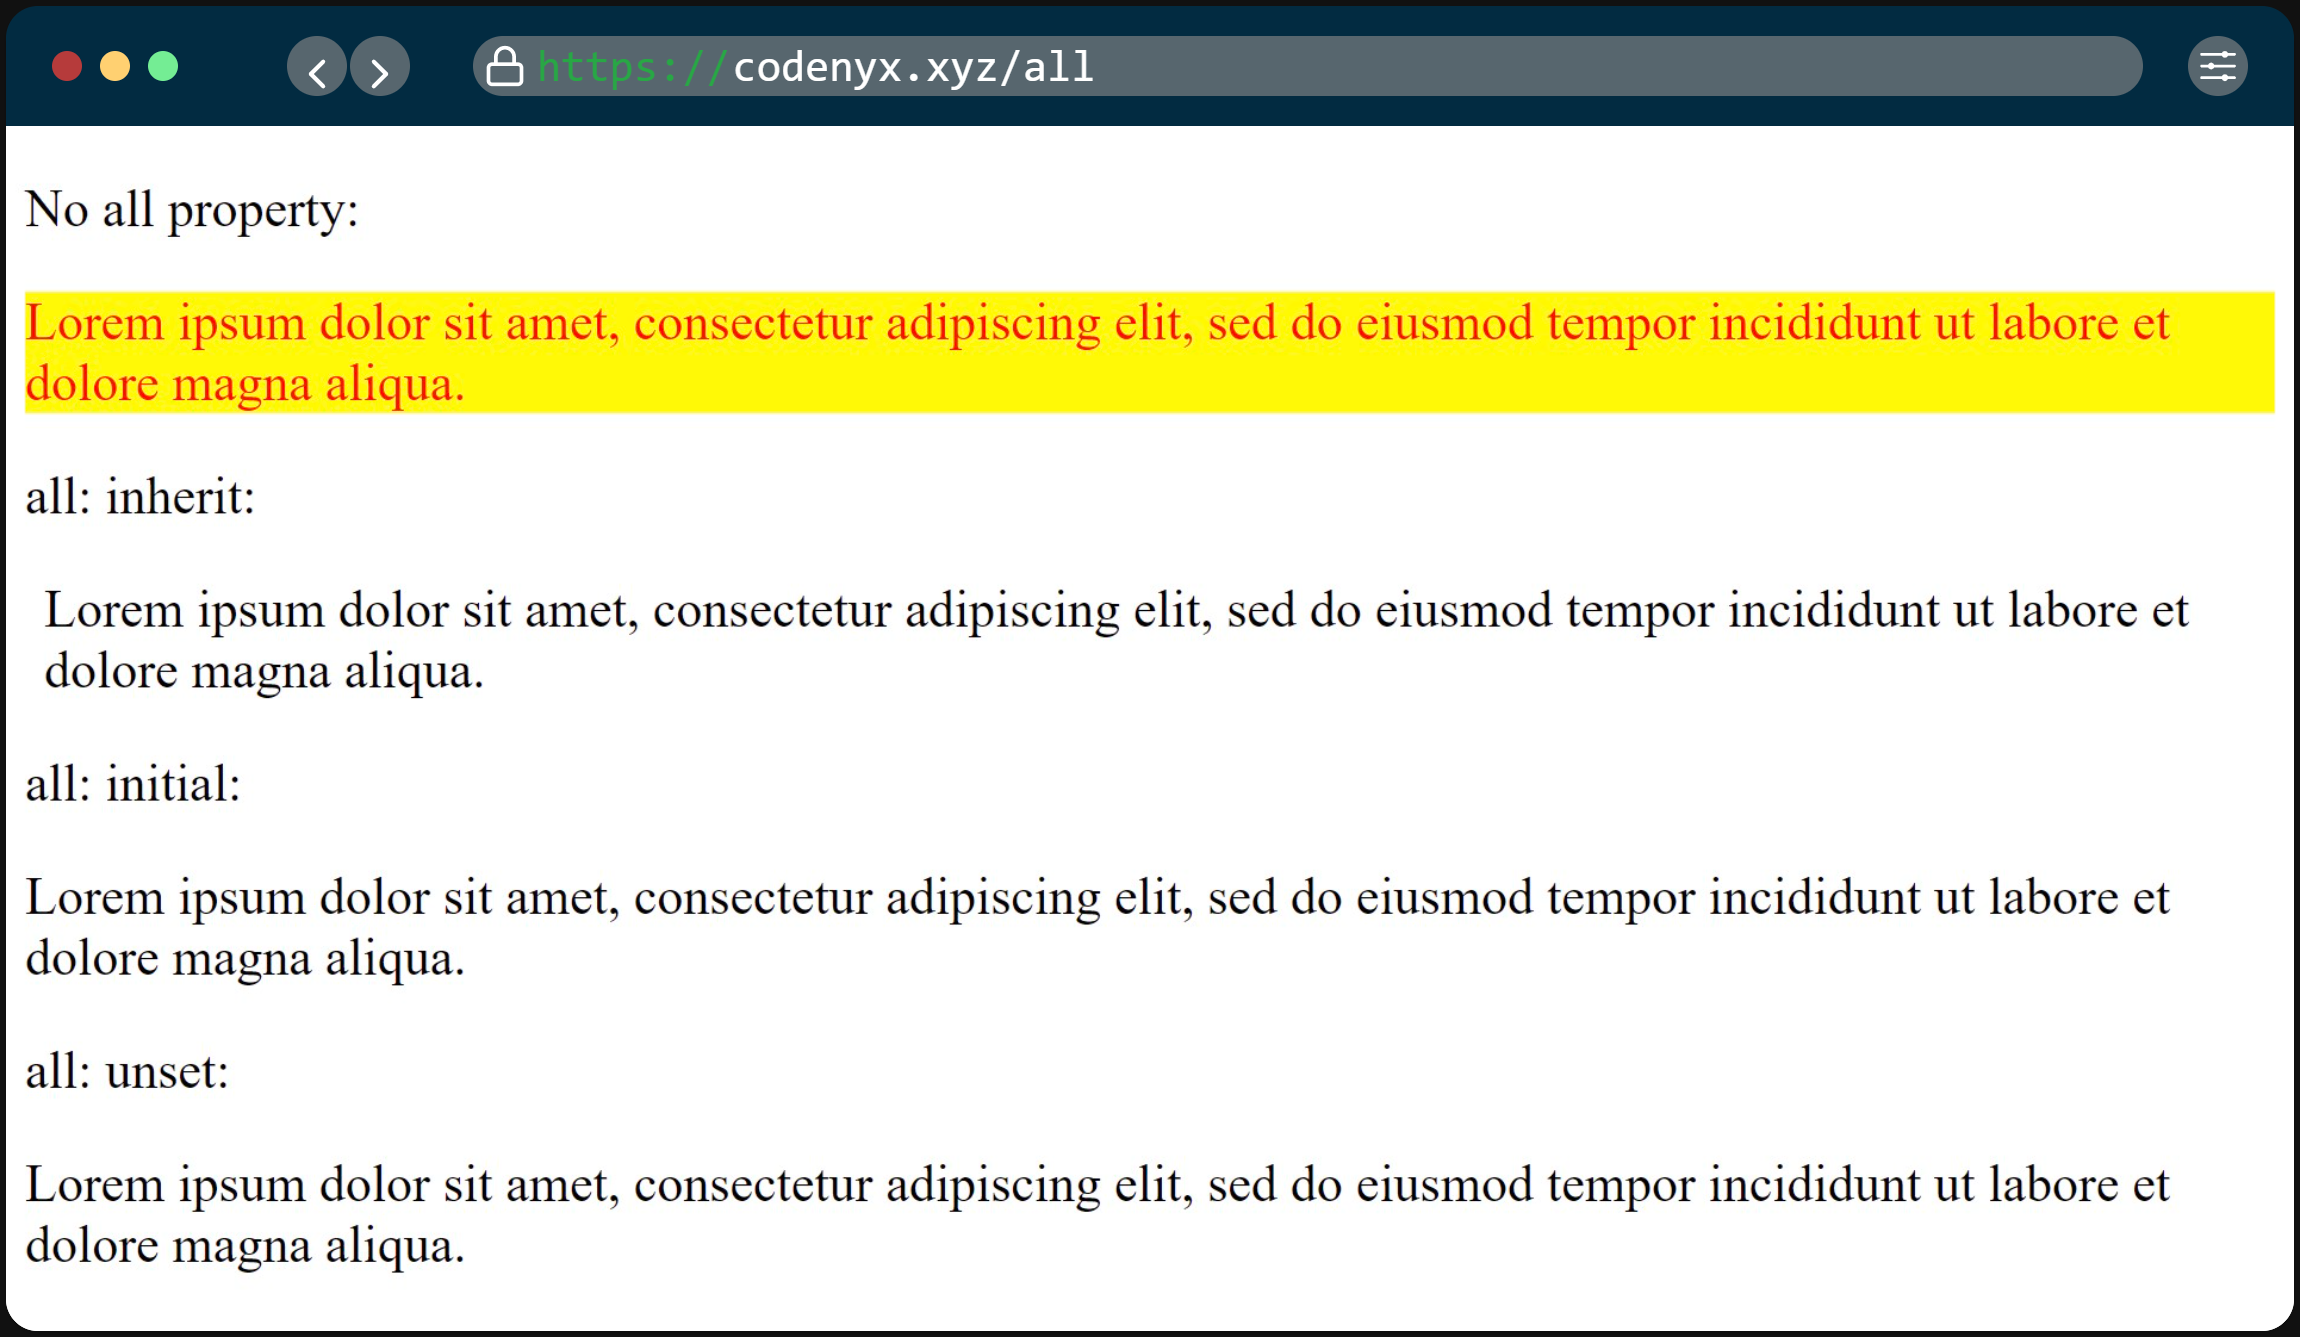 https://codenyx.xyz/all
No all property:
Lorem ipsum dolor sit amet, consectetur adipiscing elit, sed do eiusmod tempor incididunt ut labore et
dolore magna aliqua.
all: inherit:
Lorem ipsum dolor sit amet, consectetur adipiscing elit, sed do eiusmod tempor incididunt ut labore et
dolore magna aliqua.
all: initial:
Lorem ipsum dolor sit amet, consectetur adipiscing elit, sed do eiusmod tempor incididunt ut labore et
dolore magna aliqua.
all: unset:
Lorem ipsum dolor sit amet, consectetur adipiscing elit, sed do eiusmod tempor incididunt ut labore et
dolore magna aliqua.